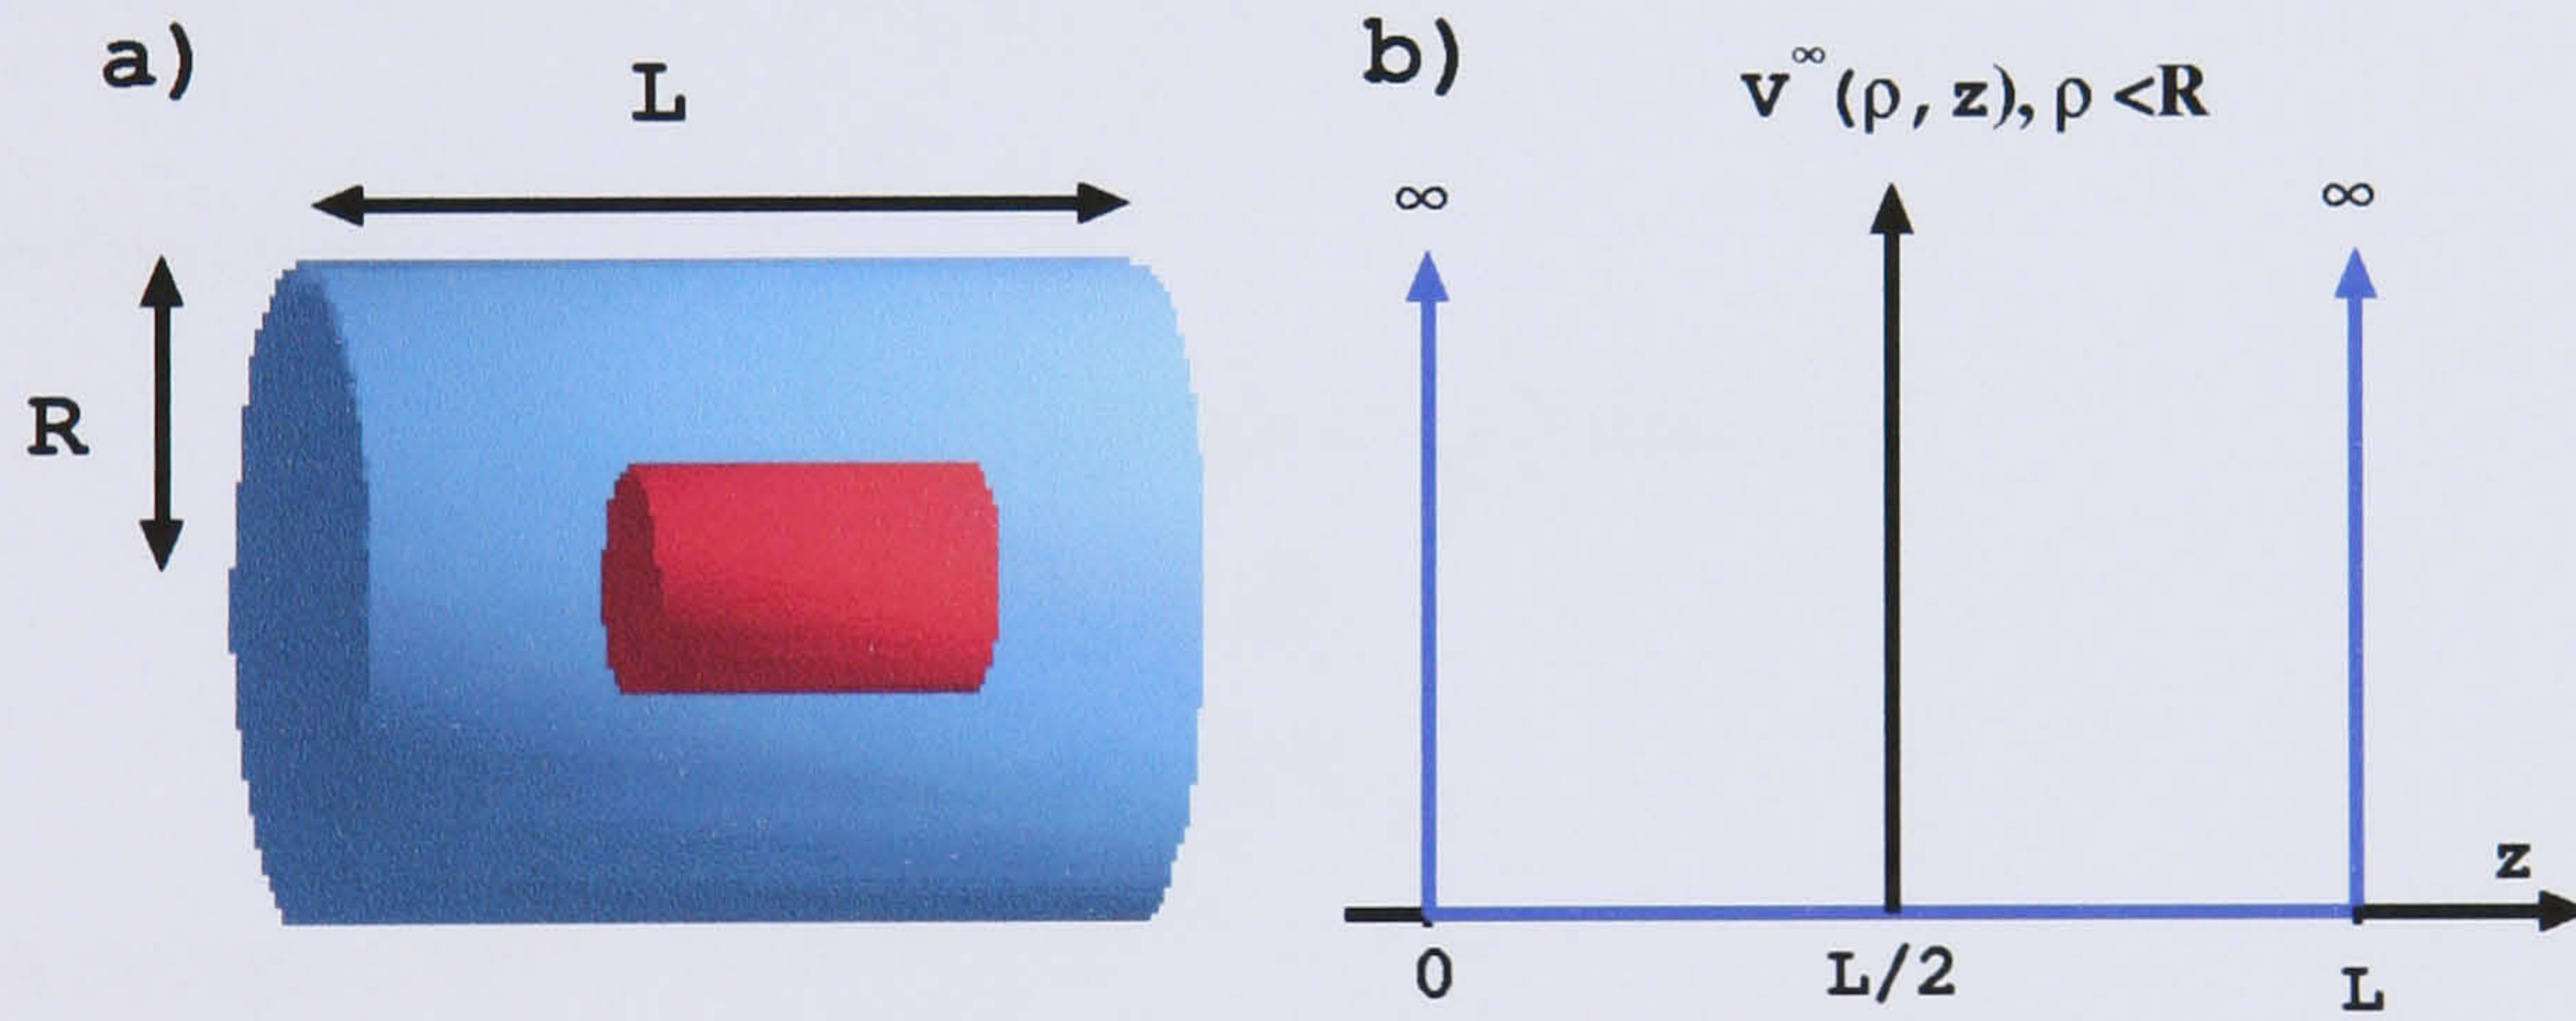 a)
L
R
b)
v^∞(ρ, z), ρ <R
∞
∞
z
0
L/2
L